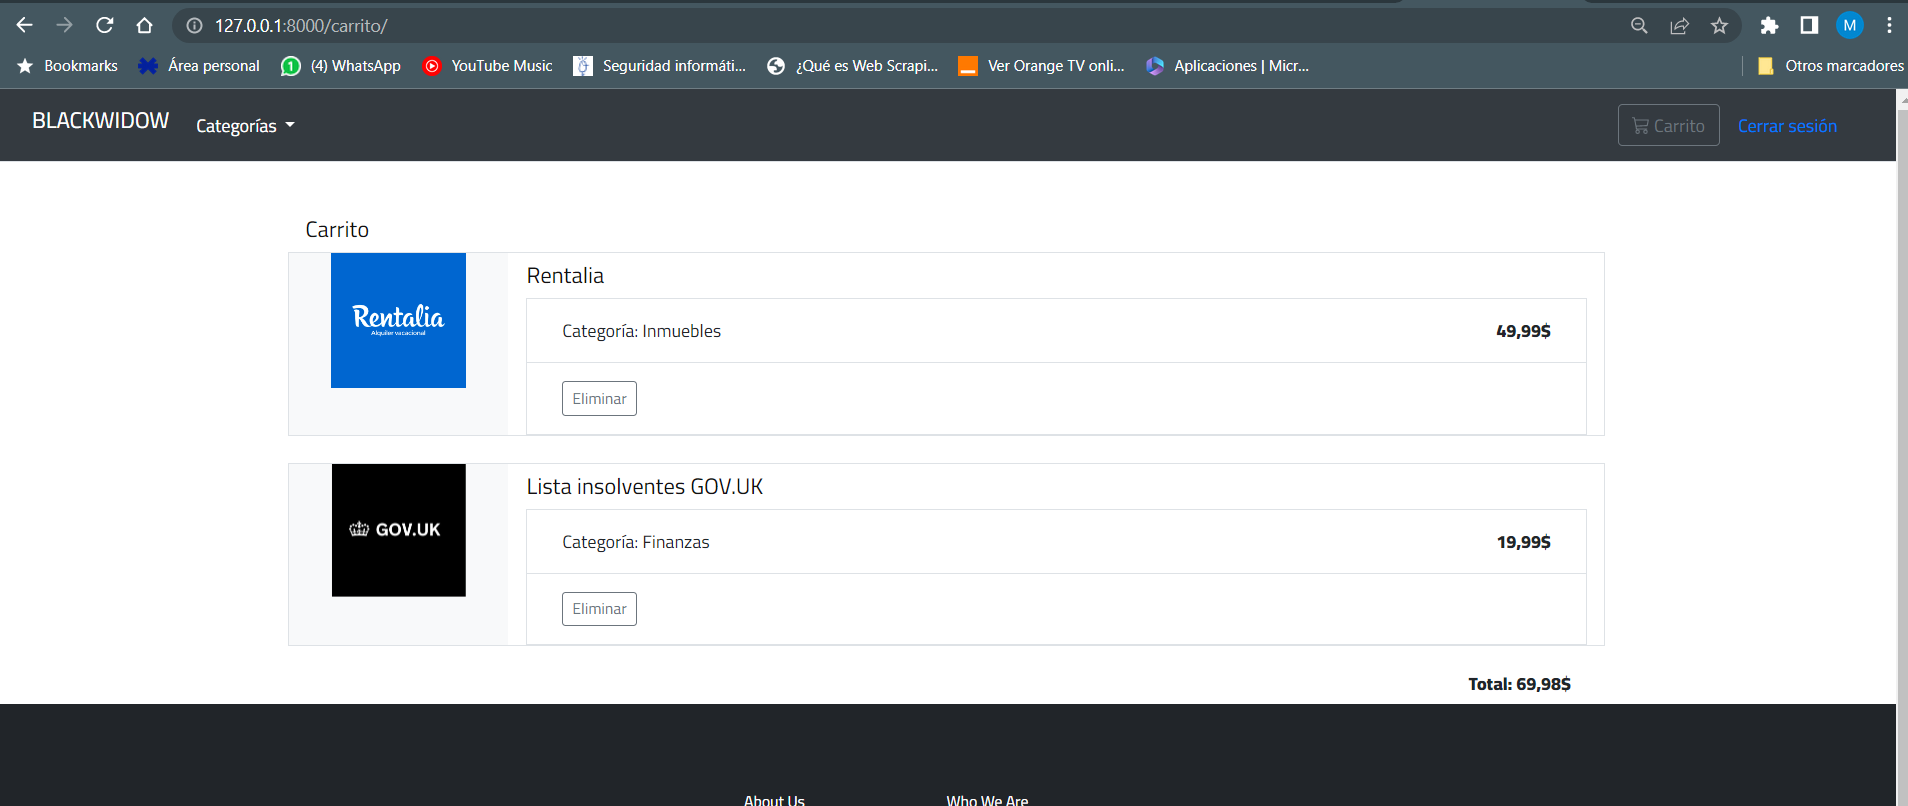 127.0.0.1:8000/carrito/
M
Bookmarks Área personal (4) WhatsApp YouTube Music Seguridad informáti... ¿Qué es Web Scrapi... Ver Orange TV onli... Aplicaciones | Micr... Otros marcadores
BLACKWIDOW Categorías Carrito Cerrar sesión
Carrito
Rentalia
Rentalia
Alquiler vacacional
Categoría: Inmuebles 49,99$
Eliminar
Lista insolventes GOV.UK
GOV.UK
Categoría: Finanzas 19,99$
Eliminar
Total: 69,98$
About Us Who We Are